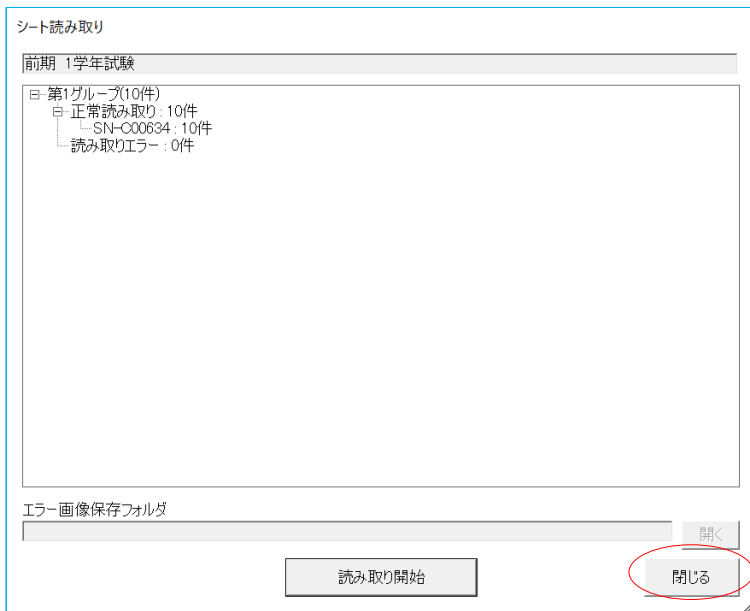 シート読み取り
前期 1学年試験
第1グループ(10件)
正常読み取り : 10件
SN-C00634 : 10件
読み取りエラー : 0件
エラー画像保存フォルダ
開く
読み取り開始
閉じる